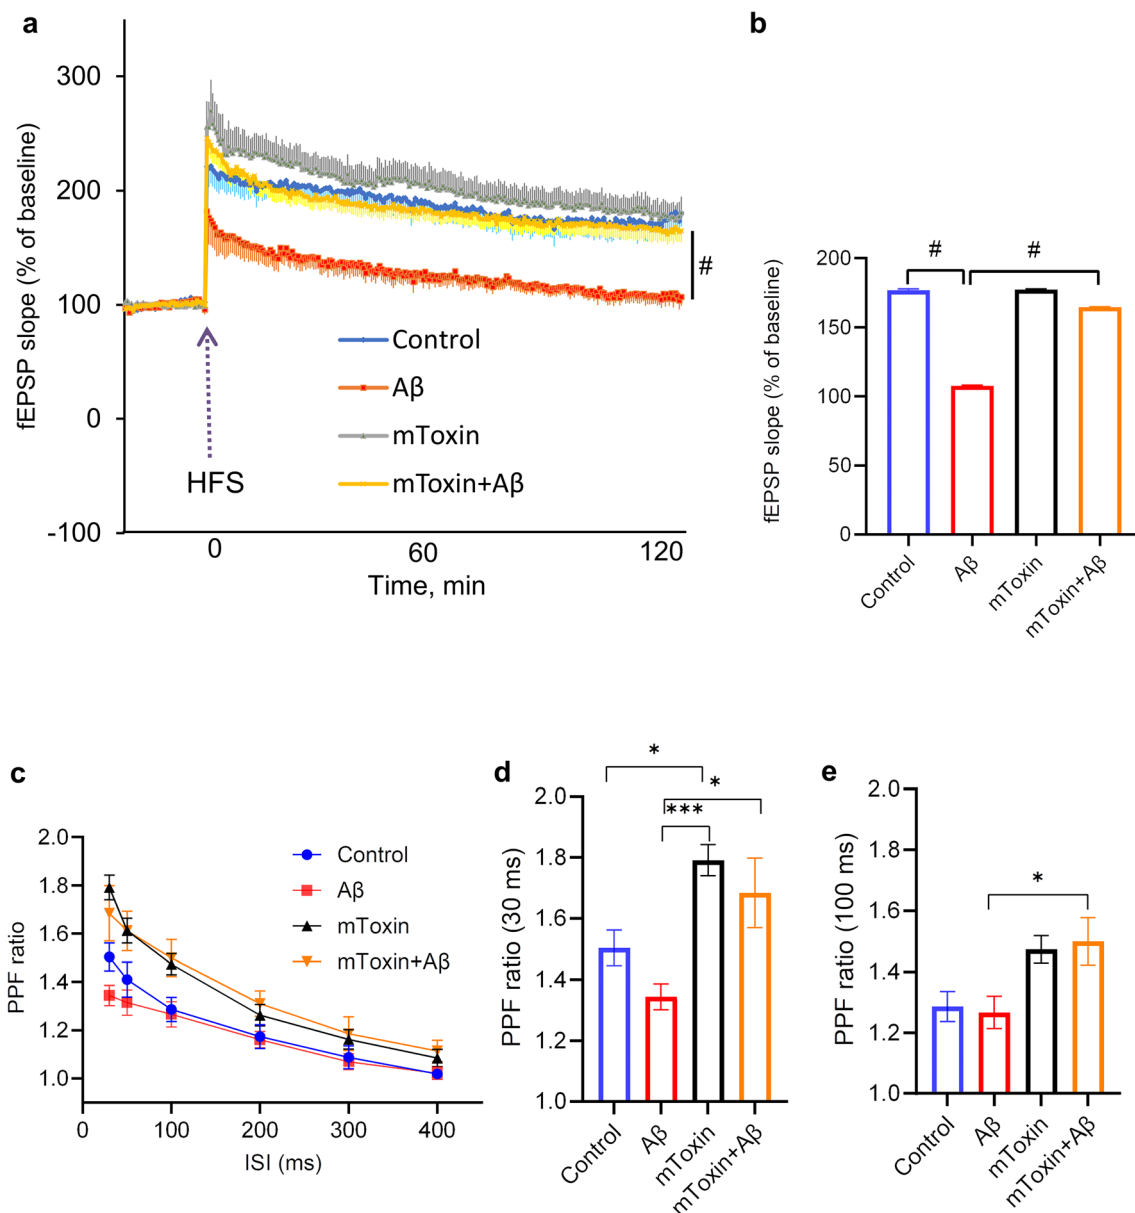 a
fEPSP slope (% of baseline)
300
200
100
0
-100
#
Control
Aβ
mToxin
mToxin+Aβ
HFS
0
60
120
Time, min
b
fEPSP slope (% of baseline)
200
150
100
50
0
#
#
Control
Aβ
mToxin
mToxin+Aβ
c
PPF ratio
2.0
1.8
1.6
1.4
1.2
1.0
Control
Aβ
mToxin
mToxin+Aβ
0
100
200
300
400
ISI (ms)
d
PPF ratio (30 ms)
2.0
1.8
1.6
1.4
1.2
1.0
*
*
***
Control
Aβ
mToxin
mToxin+Aβ
e
PPF ratio (100 ms)
2.0
1.8
1.6
1.4
1.2
1.0
*
Control
Aβ
mToxin
mToxin+Aβ